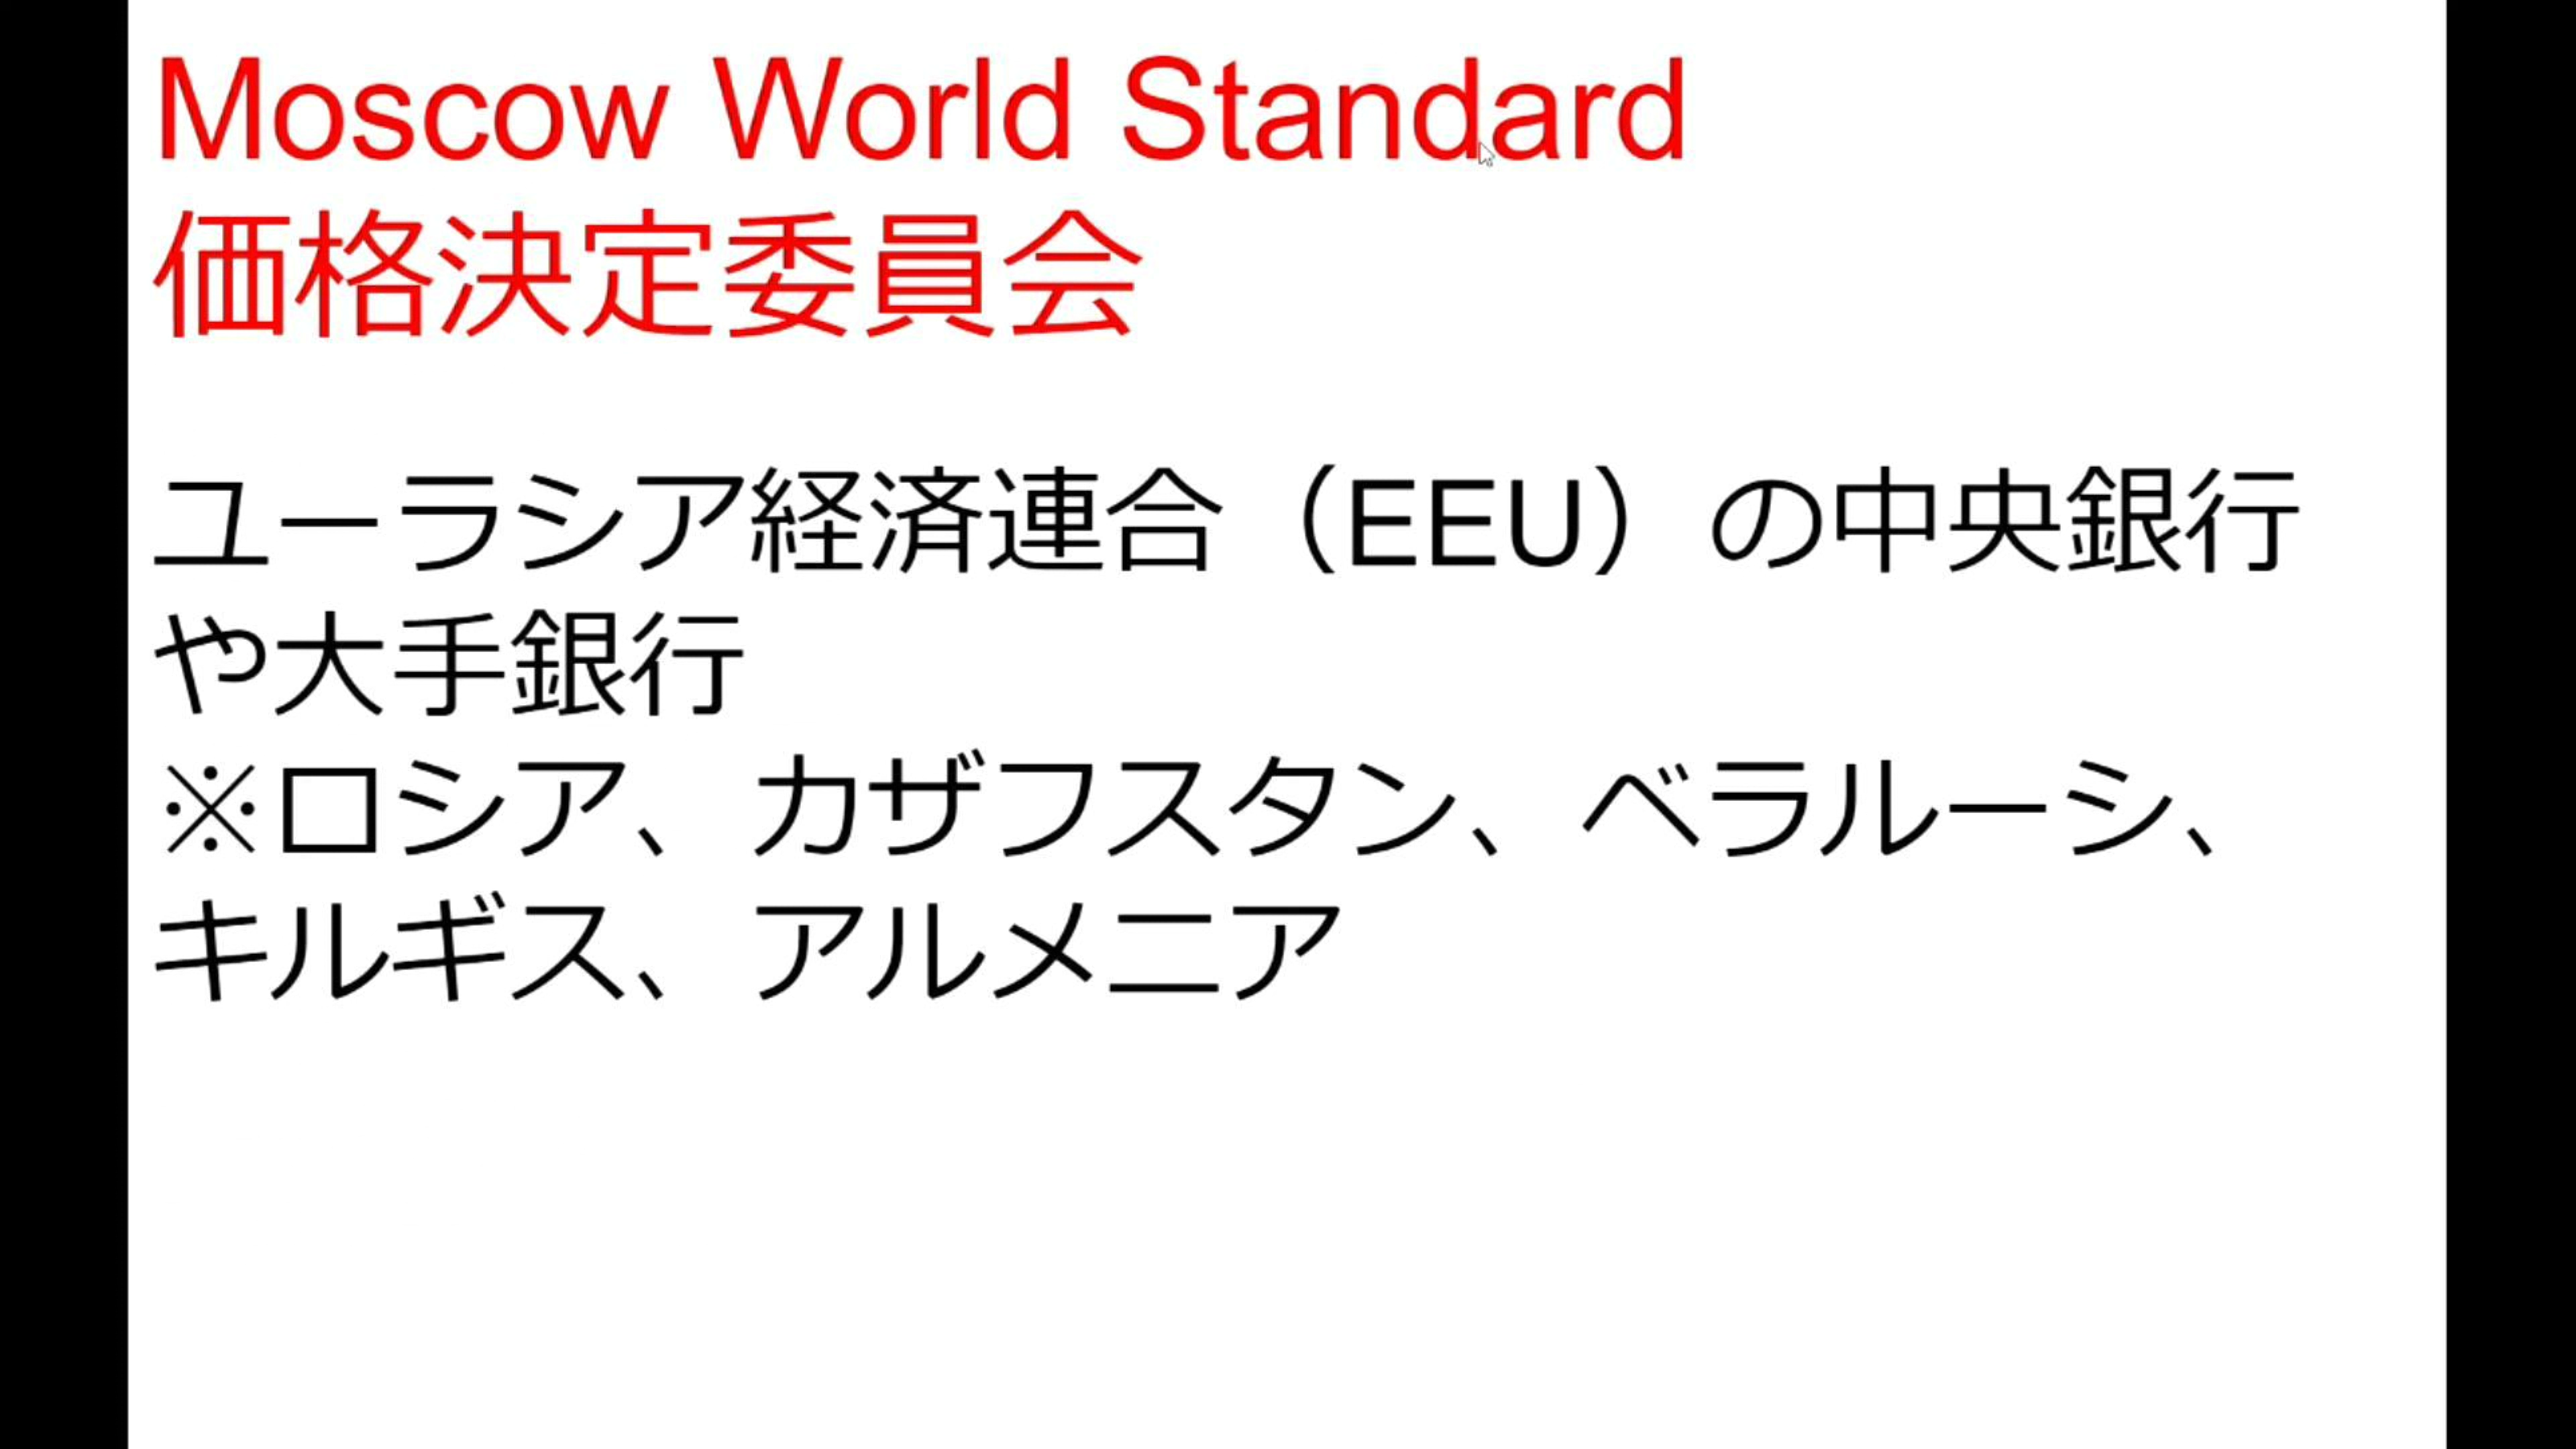 Moscow World Standard
価格決定委員会
ユーラシア経済連合（EEU）の中央銀行
や大手銀行
※ロシア、カザフスタン、ベラルーシ、
キルギス、アルメニア